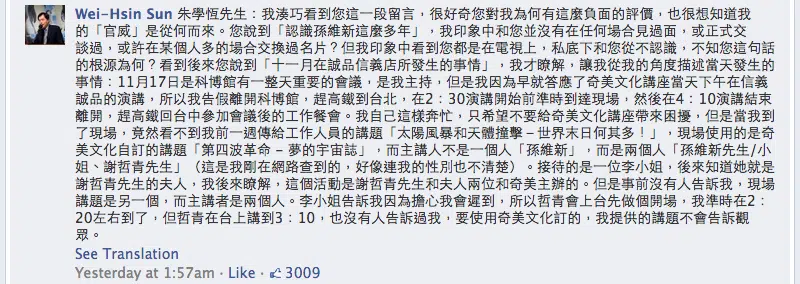 Wei-Hsin Sun 朱學恆先生：我湊巧看到您這一段留言，很好奇您對我為何有這麼負面的評價，也很想知道我
的「官威」是從何而來。您說到「認識孫維新這麼多年」，我印象中和您並沒有在任何場合見過面，或正式交
談過，或許在某個人多的場合交換過名片？但我印象中看到您都是在電視上，私底下和您從不認識，不知您這句話
的根源為何？看到後來您說到「十一月在誠品信義店所發生的事情」，我才瞭解，讓我從我的角度描述當天發生的
事情：11月17日是科博館有一整天重要的會議，是我主持，但是我因為早就答應了奇美文化講座當天下午在信義
誠品的演講，所以我告假離開科博館，趕高鐵到台北，在2：30演講開始前準時到達現場，然後在4：10演講結束
離開，趕高鐵回台中參加會議後的工作餐會。我自己這樣奔忙，只希望不要給奇美文化講座帶來困擾，但是當我到
了現場，竟然看不到我前一週傳給工作人員的講題「太陽風暴和天體撞擊－世界末日何其多！」，現場使用的是奇
美文化自訂的講題「第四波革命 – 夢的宇宙誌」，而主講人不是一個人「孫維新」，而是兩個人「孫維新先生/小
姐、謝哲青先生」（這是我剛在網路查到的，好像連我的性別也不清楚）。接待的是一位李小姐，後來知道她就是
謝哲青先生的夫人，我後來瞭解，這個活動是謝哲青先生和夫人兩位和奇美主辦的。但是事前沒有人告訴我，現場
講題是另一個，而主講者是兩個人。李小姐告訴我因為擔心我會遲到，所以哲青會上台先做個開場，我準時在2：
20左右到了，但哲青在台上講到3：10，也沒有人告訴過我，要使用奇美文化訂的，我提供的講題不會告訴觀
眾。
See Translation
Yesterday at 1:57am · Like · 3009